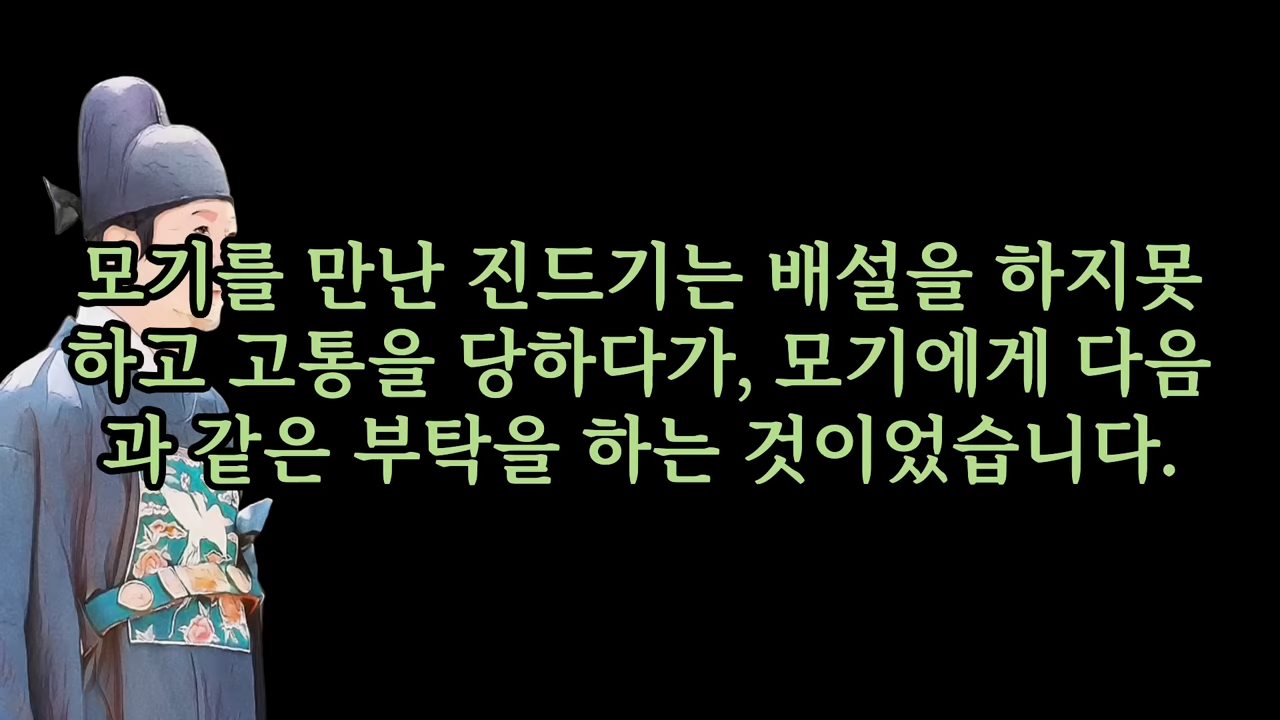 모기를 만난 진드기는 배설을 하지못
하고 고통을 당하다가, 모기에게 다음
과 같은 부탁을 하는 것이었습니다.